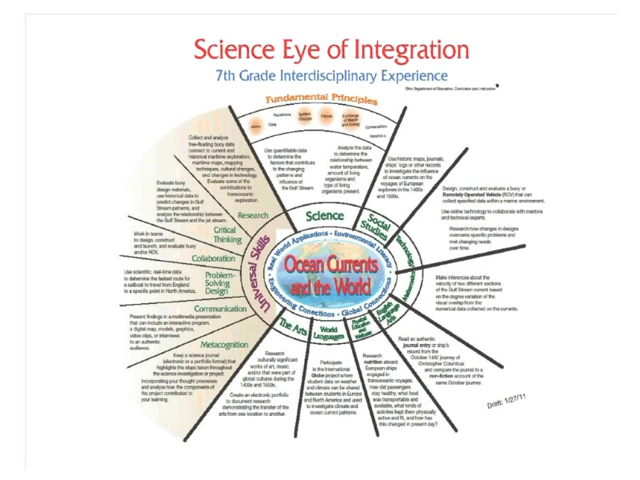 Science Eye of Integration
7th Grade Interdisciplinary Experience
Ohio Department of Education, Curriculum and Instruction
Fundamental Principles
Collect and analyze
free-floating buoy data
connect to current and
historical maritime exploration,
maritime maps, mapping
techniques, cultural changes,
and changes in technology.
Evaluate some of the
contributions to
transoceanic
exploration.
Research
Evaluate buoy
design materials,
use historical data to
predict changes in Gulf
Stream patterns, and
analyze the relationship between
the Gulf Stream and the jet stream.
Critical
Thinking
Work in teams
to design, construct
and launch, and evaluate buoy
and/or ROV.
Collaboration
Use scientific, real-time-data
to determine the fastest route for
a sailboat to travel from England
to a specific point in North America.
Problem-
Solving
Design
Communication
Present findings in a multimedia presentation
that can include an interactive program,
a digital map, models, graphics,
video clips, or interviews
to an authentic
audience.
Metacognition
Keep a science journal
(electronic or a portfolio format) that
highlights the steps taken throughout
the science investigation or project.
Incorporating your thought processes
and analyze how the components of
the project contributed to
your learning.
Universal Skills
Use quantifiable data
to determine the
factors that contribute
to the changing
patterns and
influence of
the Gulf Stream.
Analyze the data
to determine the
relationship between
water temperature,
amount of living
organisms and
type of living
organisms present.
Science
Use historic maps, journals,
ships' logs or other records
to investigate the influence
of ocean currents on the
voyages of European
explorers in the 1400s
and 1500s.
Social
Studies
Design, construct and evaluate a buoy or
Remotely Operated Vehicle (ROV) that can
collect specified data within a marine environment.
Use online technology to collaborate with mentors
and technical experts.
Research how changes in designs
overcame specific problems and
met changing needs
over time.
Technology
Make inferences about the
velocity of two different sections
of the Gulf Stream current based
on the degree variation of the
visual overlap from the
numerical data collected on the currents.
Mathematics
Read an authentic
journal entry or ship's
record from the
October 1492 journey of
Christopher Columbus
and compare the journal to a
non-fiction account of the
same October journey.
English
Language
Arts
Research
nutrition aboard
European ships
engaged in
transoceanic voyages.
How did passengers
stay healthy, what food
was transportable and
available, what kinds of
activities kept them physically
active and fit, and how has
this changed in present day?
Physical
Education
and
Wellness
Participate
in the International
Globe project where
student data on weather
and climate can be shared
between students in Europe
and North America and used
to investigate climate and
ocean current patterns.
World
Languages
Research
culturally significant
works of art, music,
and/or that were part of
global cultures during the
1400s and 1500s.
Create an electronic portfolio
to document research
demonstrating the transfer of the
arts from one location to another.
The Arts
Real World Applications • Environmental Literacy
Engineering Connections • Global Connections
Ocean Currents
and the World
Draft: 1/27/11